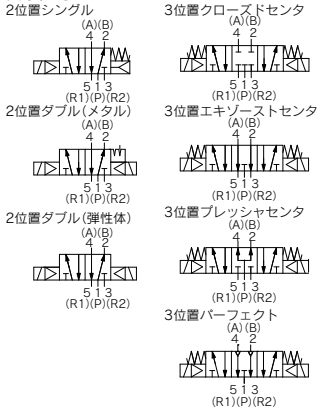 2位置シングル
(A)(B)
4 2
5 1 3
(R1)(P)(R2)
2位置ダブル(メタル)
(A)(B)
4 2
5 1 3
(R1)(P)(R2)
2位置ダブル(弾性体)
(A)(B)
4 2
5 1 3
(R1)(P)(R2)
3位置クローズドセンタ
(A)(B)
4 2
5 1 3
(R1)(P)(R2)
3位置エキゾーストセンタ
(A)(B)
4 2
5 1 3
(R1)(P)(R2)
3位置プレッシャセンタ
(A)(B)
4 2
5 1 3
(R1)(P)(R2)
3位置パーフェクト
(A)(B)
4 2
5 1 3
(R1)(P)(R2)